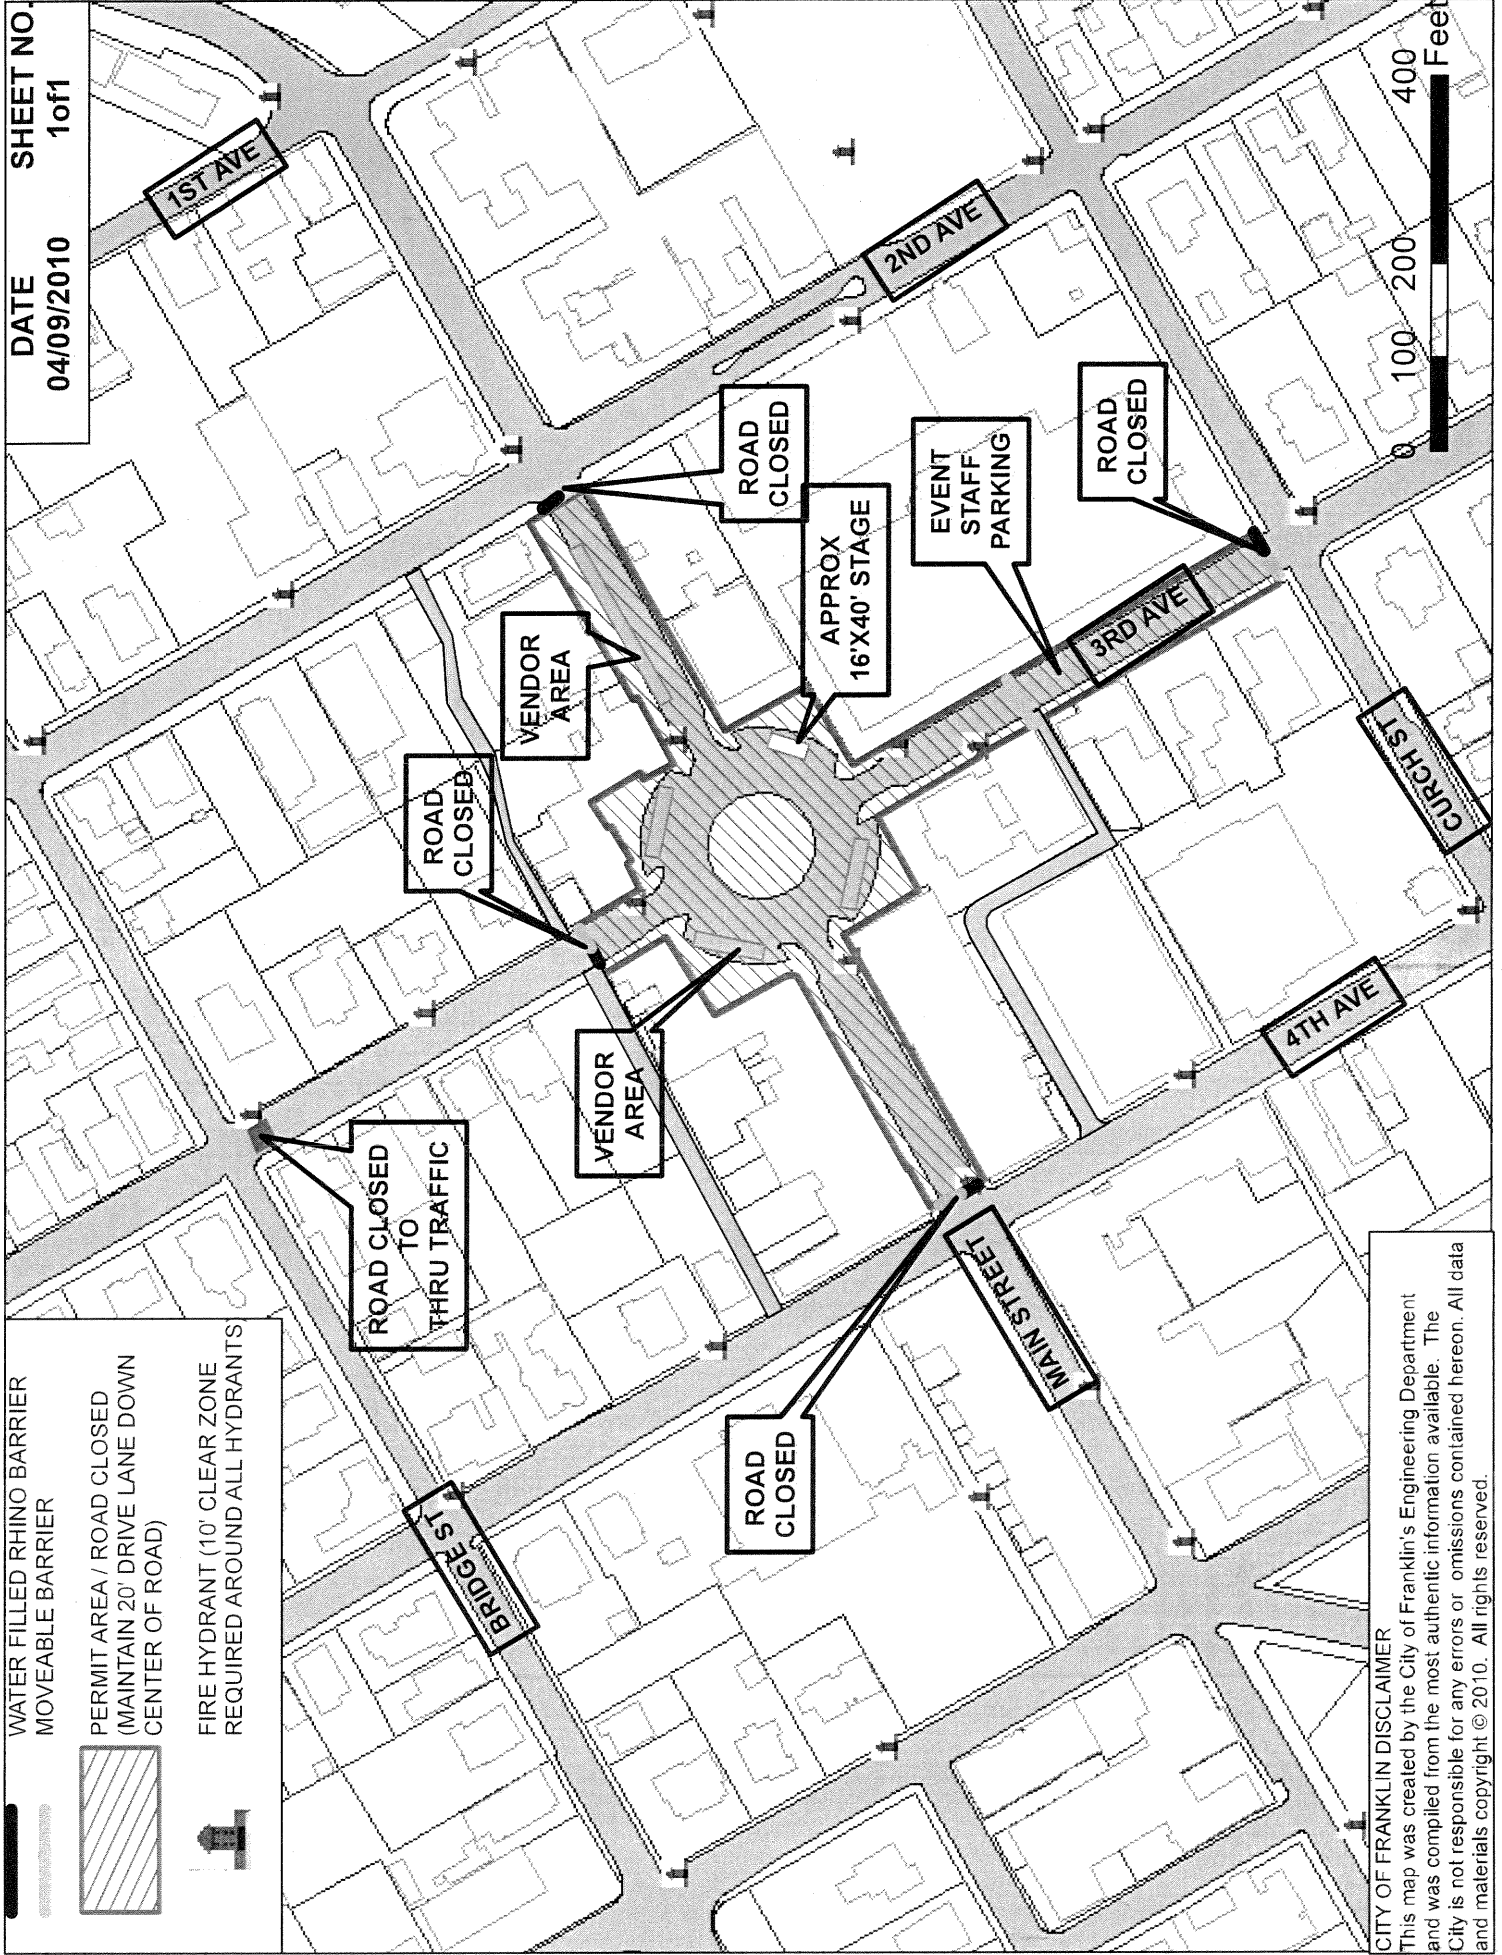 WATER FILLED RHINO BARRIER
MOVEABLE BARRIER
PERMIT AREA / ROAD CLOSED
(MAINTAIN 20' DRIVE LANE DOWN
CENTER OF ROAD)
FIRE HYDRANT (10' CLEAR ZONE
REQUIRED AROUND ALL HYDRANTS)
DATE
04/09/2010
SHEET NO.
1of1
1ST AVE
ROAD CLOSED
TO
THRU TRAFFIC
ROAD
CLOSED
VENDOR
AREA
BRIDGE ST
VENDOR
AREA
ROAD
CLOSED
APPROX
16'X40' STAGE
2ND AVE
EVENT
STAFF
PARKING
ROAD
CLOSED
ROAD
CLOSED
MAIN STREET
3RD AVE
4TH AVE
CURCH ST
0 100 200 400
Feet
CITY OF FRANKLIN DISCLAIMER
This map was created by the City of Franklin's Engineering Department
and was compiled from the most authentic information available. The
City is not responsible for any errors or omissions contained hereon. All data
and materials copyright © 2010. All rights reserved.